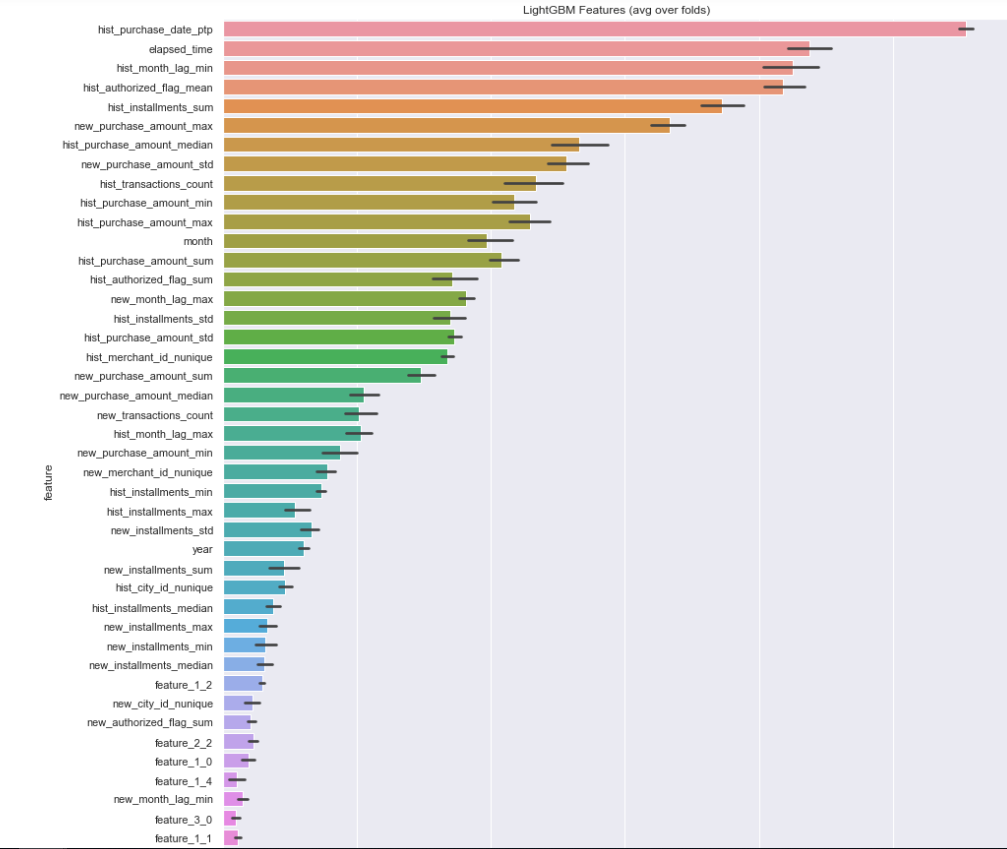 LightGBM Features (avg over folds)
hist_purchase_date_ptp
elapsed_time
hist_month_lag_min
hist_authorized_flag_mean
hist_installments_sum
new_purchase_amount_max
hist_purchase_amount_median
new_purchase_amount_std
hist_transactions_count
hist_purchase_amount_min
hist_purchase_amount_max
month
hist_purchase_amount_sum
hist_authorized_flag_sum
new_month_lag_max
hist_installments_std
hist_purchase_amount_std
hist_merchant_id_nunique
new_purchase_amount_sum
new_purchase_amount_median
new_transactions_count
hist_month_lag_max
new_purchase_amount_min
new_merchant_id_nunique
feature
hist_installments_min
hist_installments_max
new_installments_std
year
new_installments_sum
hist_city_id_nunique
hist_installments_median
new_installments_max
new_installments_min
new_installments_median
feature_1_2
new_city_id_nunique
new_authorized_flag_sum
feature_2_2
feature_1_0
feature_1_4
new_month_lag_min
feature_3_0
feature_1_1